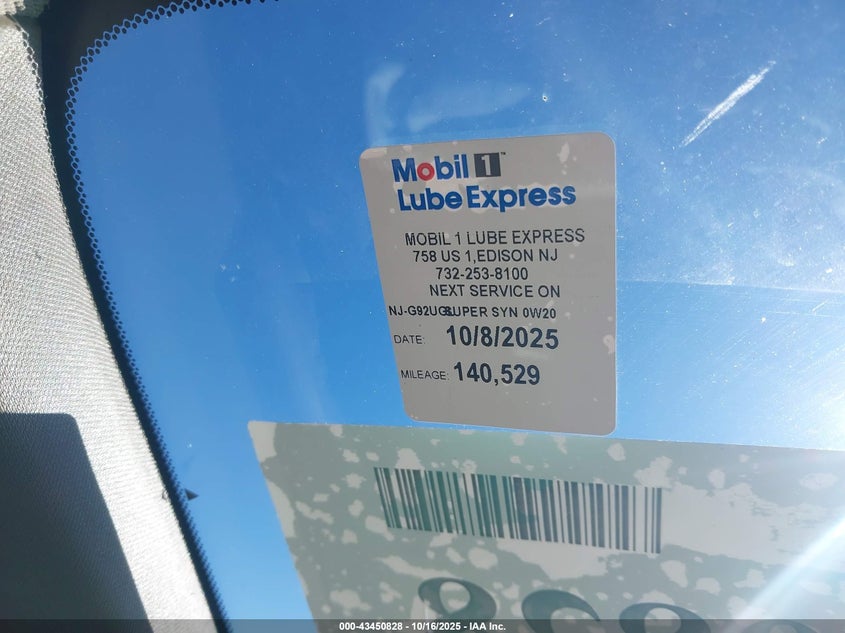 Mobil 1™
Lube Express
MOBIL 1 LUBE EXPRESS
758 US 1,EDISON NJ
732-253-8100
NEXT SERVICE ON
SUPER SYN 0W20
DATE: 10/8/2025
MILEAGE: 140,529
000-43450828 - 10/16/2025 - IAA Inc.